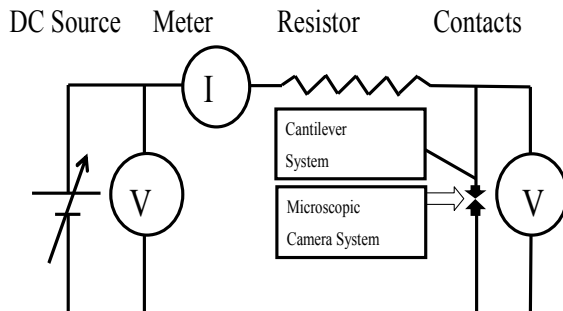 DC Source Meter Resistor Contacts
I
Cantilever
System
V
Microscopic
Camera System
V